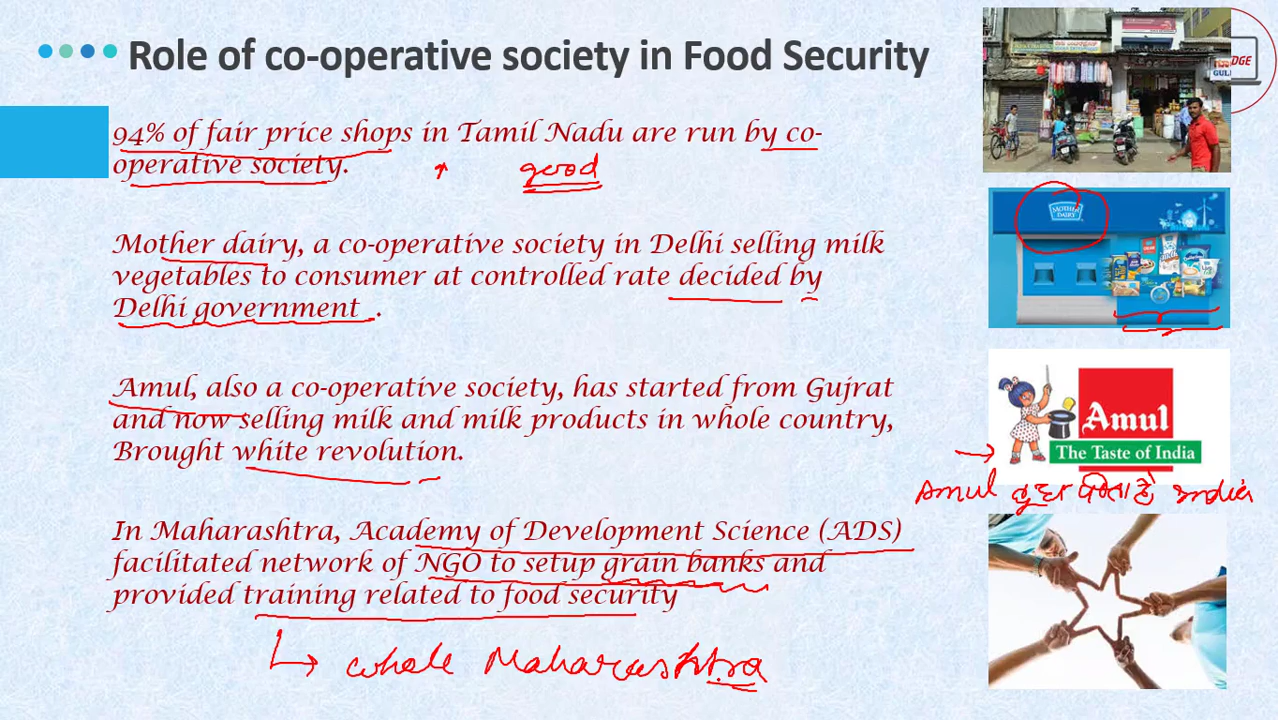 Role of co-operative society in Food Security
94% of fair price shops in Tamil Nadu are run by co-
operative society.
good
Mother dairy, a co-operative society in Delhi selling milk
vegetables to consumer at controlled rate decided by
Delhi government .
MOTHER
DAIRY
Amul, also a co-operative society, has started from Gujrat
and now selling milk and milk products in whole country,
Brought white revolution.
Amul
The Taste of India
Amul दुध पिता है India
In Maharashtra, Academy of Development Science (ADS)
facilitated network of NGO to setup grain banks and
provided training related to food security
whole Maharashtra